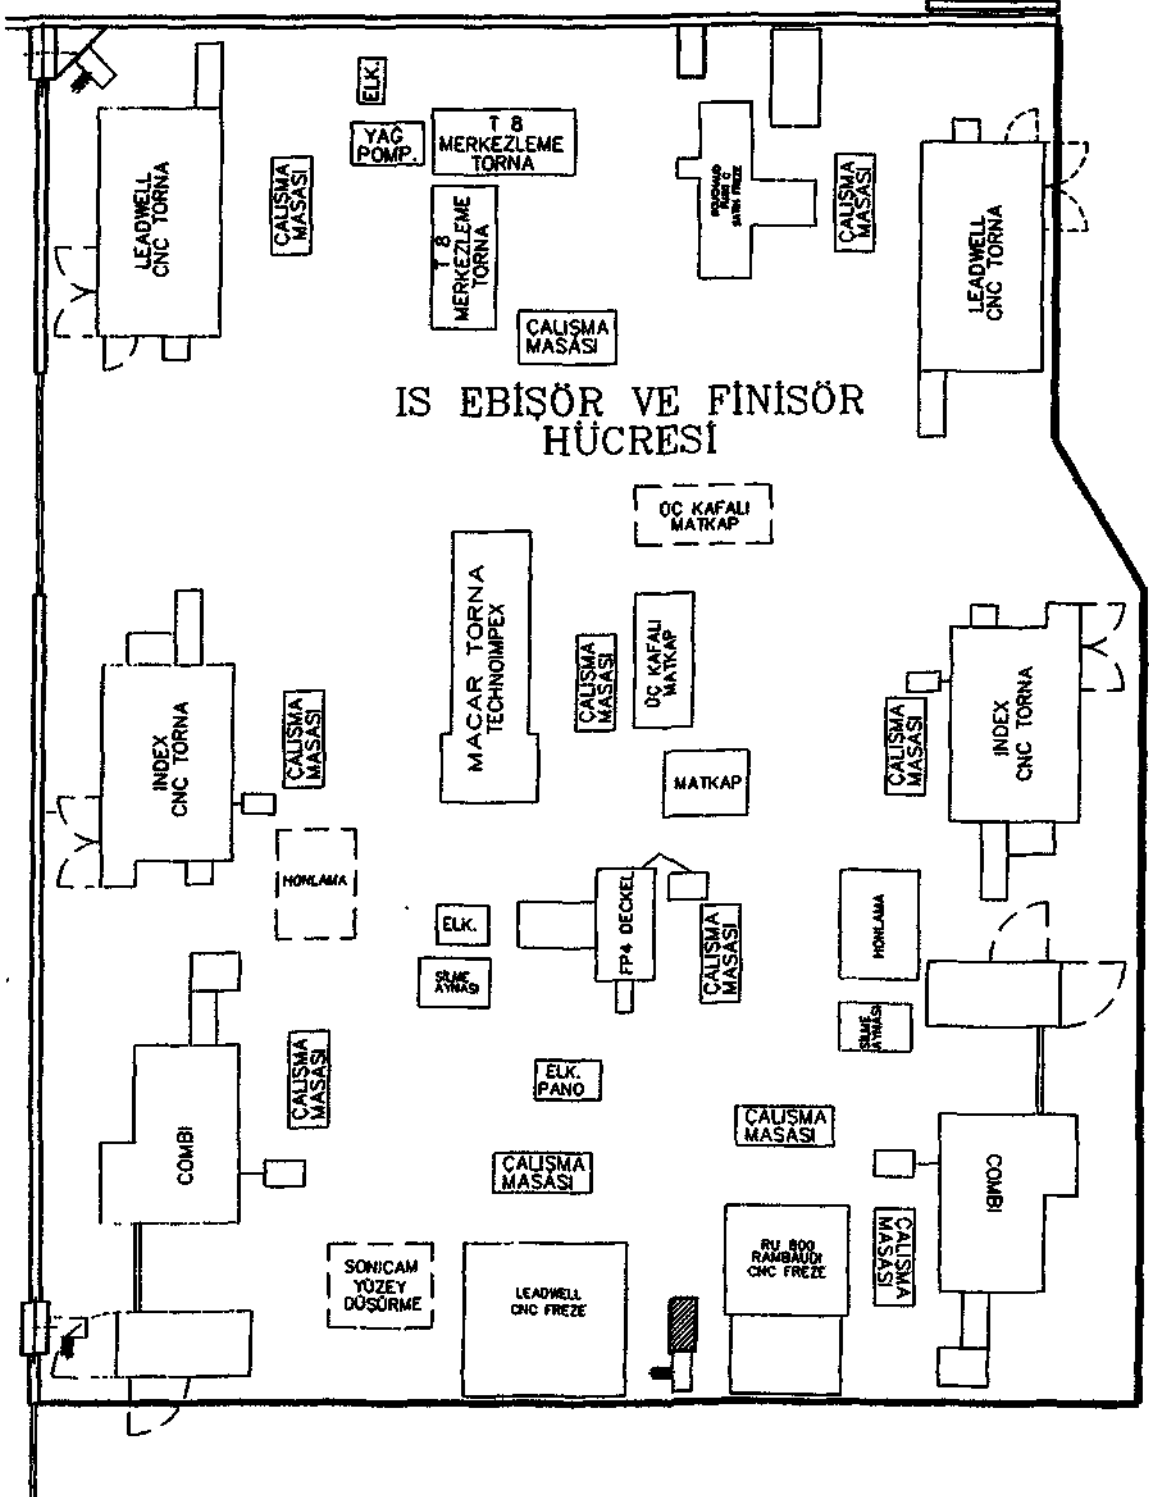 ELK.
YAĞ
POMP.
T 8
MERKEZLEME
TORNA
T 8
MERKEZLEME
TORNA
LEADWELL
CNC TORNA
ÇALIŞMA
MASASI
SATIH FREZE
ÇALIŞMA
MASASI
LEADWELL
CNC TORNA
ÇALIŞMA
MASASI
IS EBİŞÖR VE FİNİSÖR
HÜCRESİ
ÜÇ KAFALI
MATKAP
MACAR TORNA
TECHNOIMPEX
ÇALIŞMA
MASASI
ÜÇ KAFALI
MATKAP
INDEX
CNC TORNA
ÇALIŞMA
MASASI
MATKAP
ÇALIŞMA
MASASI
INDEX
CNC TORNA
HONLAMA
ELK.
SİLME
AYNASI
FP4 DECKEL
ÇALIŞMA
MASASI
HONLAMA
SİLME
AYNASI
COMBI
ÇALIŞMA
MASASI
ELK.
PANO
ÇALIŞMA
MASASI
ÇALIŞMA
MASASI
COMBI
ÇALIŞMA
MASASI
SONICAM
YÜZEY
DÜŞÜRME
LEADWELL
CNC FREZE
RU 800
RAMBAUDI
CNC FREZE